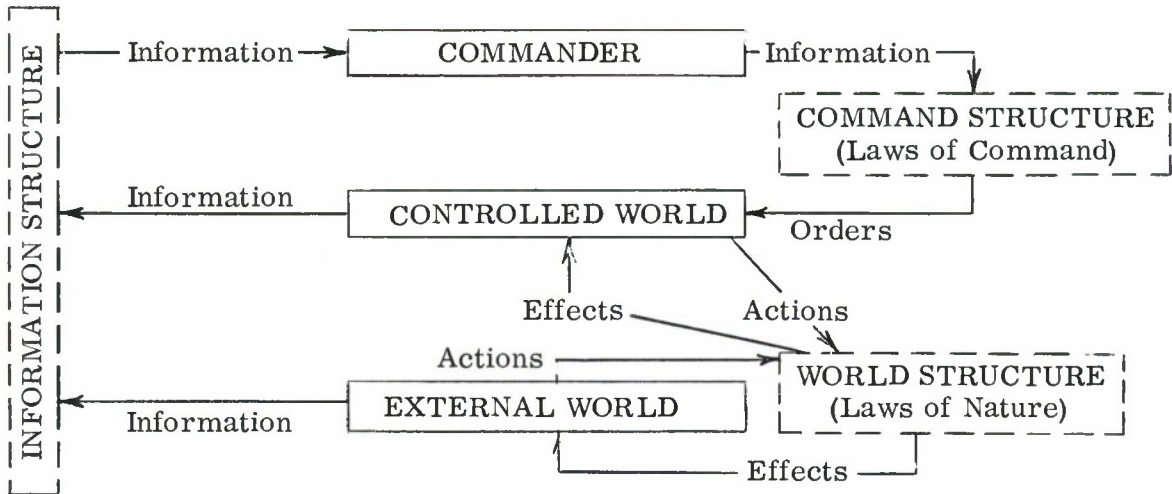 INFORMATION STRUCTURE
Information
COMMANDER
Information
COMMAND STRUCTURE
(Laws of Command)
Information
CONTROLLED WORLD
Orders
Effects
Actions
Actions
WORLD STRUCTURE
(Laws of Nature)
EXTERNAL WORLD
Information
Effects